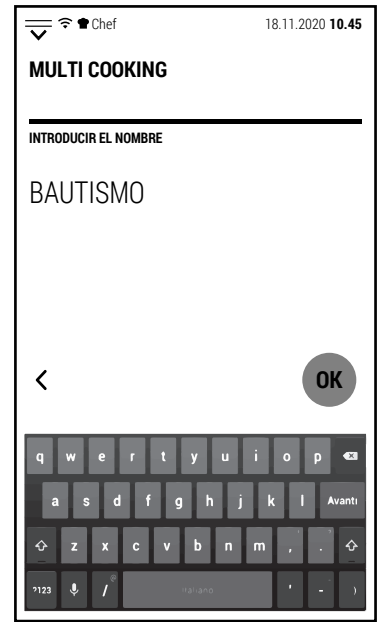 Chef 18.11.2020 10.45
MULTI COOKING
INTRODUCIR EL NOMBRE
BAUTISMO
OK
q w e r t y u i o p
a s d f g h j k l Avanti
z x c v b n m , .
?123 / @ italiano ' - )